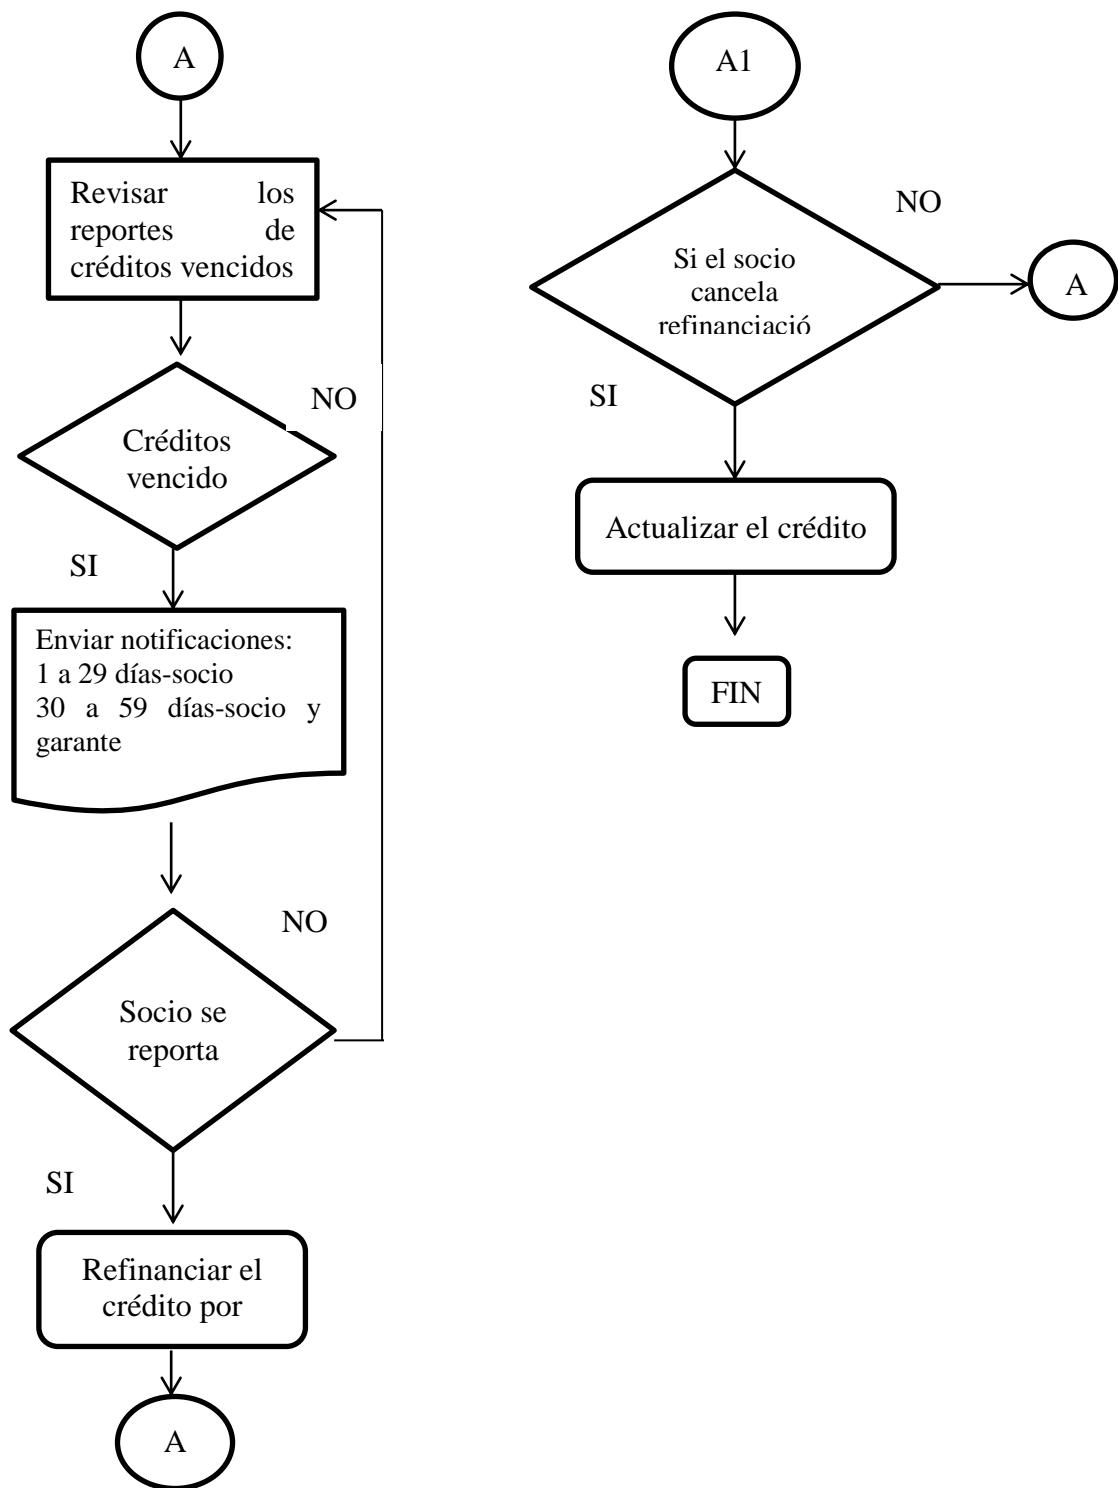 A
Revisar los
reportes de
créditos vencidos
NO
Créditos
vencido
SI
Enviar notificaciones:
1 a 29 días-socio
30 a 59 días-socio y
garante
NO
Socio se
reporta
SI
Refinanciar el
crédito por
A
A1
NO
Si el socio
cancela
refinanciació
A
SI
Actualizar el crédito
FIN